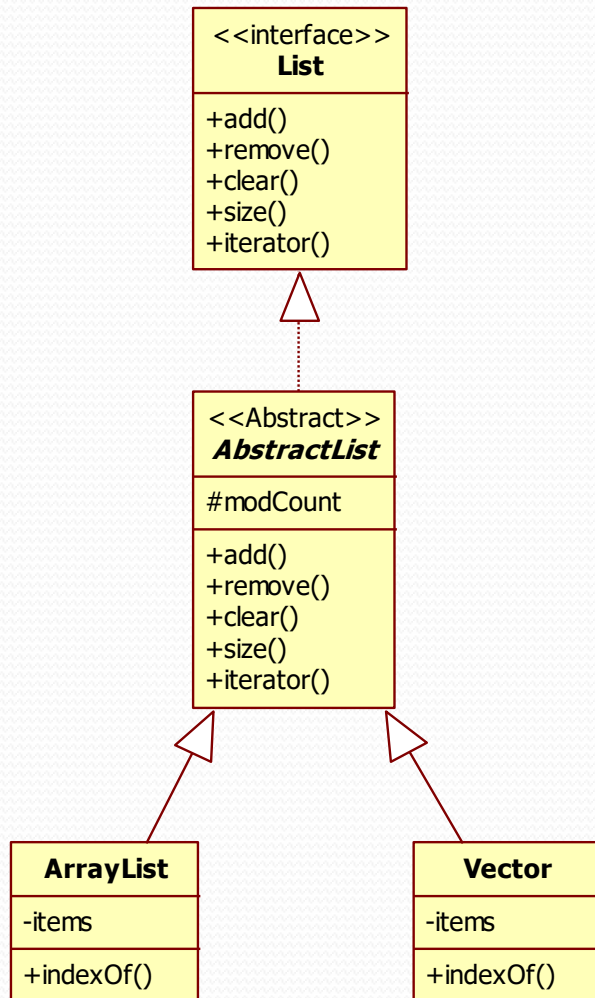 <<interface>>
List
+add()
+remove()
+clear()
+size()
+iterator()
<<Abstract>>
AbstractList
#modCount
+add()
+remove()
+clear()
+size()
+iterator()
ArrayList
-items
+indexOf()
Vector
-items
+indexOf()